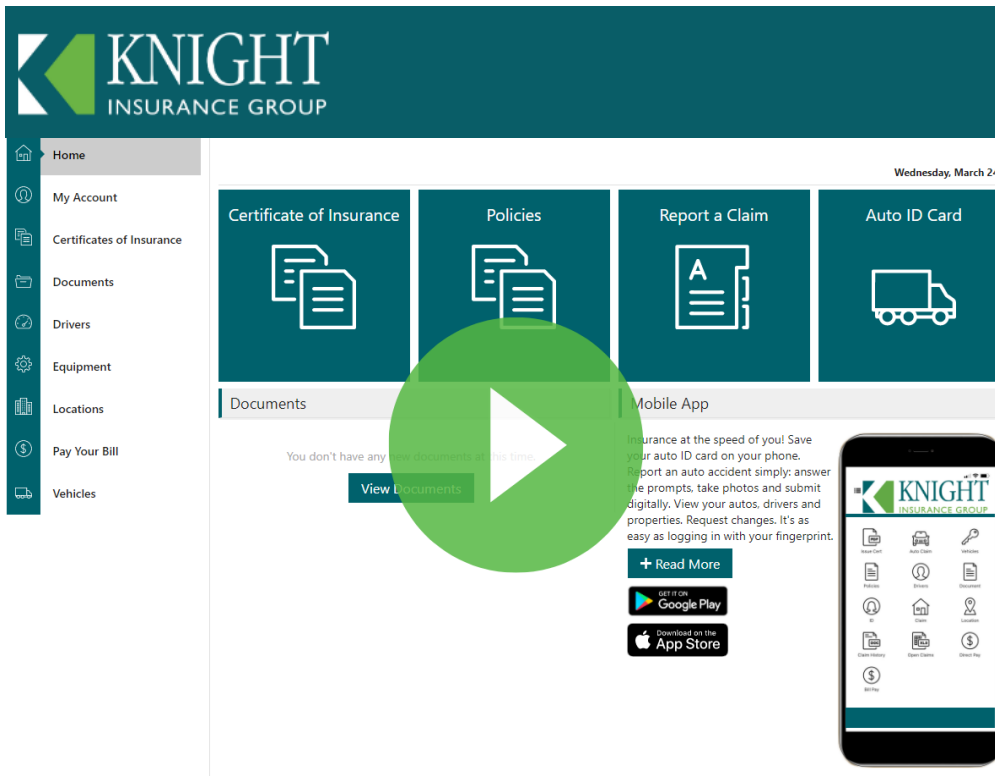 KNIGHT
INSURANCE GROUP
Home
My Account
Certificates of Insurance
Documents
Drivers
Equipment
Locations
Pay Your Bill
Vehicles
Wednesday, March 24
Certificate of Insurance
Policies
Report a Claim
A
Auto ID Card
Documents
You don't have any new documents at this time.
View Documents
Mobile App
Insurance at the speed of you! Save
your auto ID card on your phone.
Report an auto accident simply: answer
the prompts, take photos and submit
digitally. View your autos, drivers and
properties. Request changes. It's as
easy as logging in with your fingerprint.
+ Read More
GET IT ON
Google Play
Download on the
App Store
KNIGHT
INSURANCE GROUP
Issue Cert
Auto Claim
Vehicles
Policies
Drivers
Document
ID
Claim
Location
Claim History
Open Claims
Direct Pay
Bill Pay